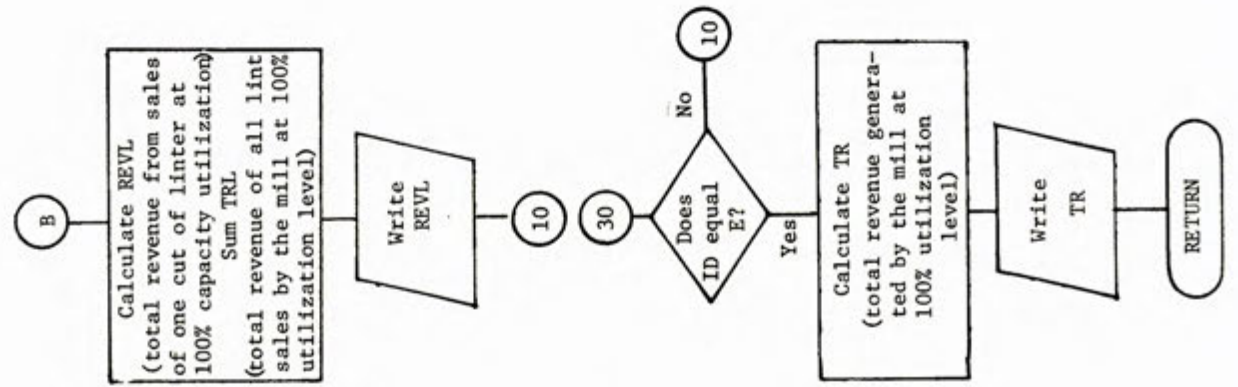 B
Calculate REVL
(total revenue from sales
of one cut of linter at
100% capacity utilization)
Sum TRL
(total revenue of all lint
sales by the mill at 100%
utilization level)
Write
REVL
10
30
Does
ID equal
E?
No
10
Yes
Calculate TR
(total revenue genera-
ted by the mill at
100% utilization
level)
Write
TR
RETURN